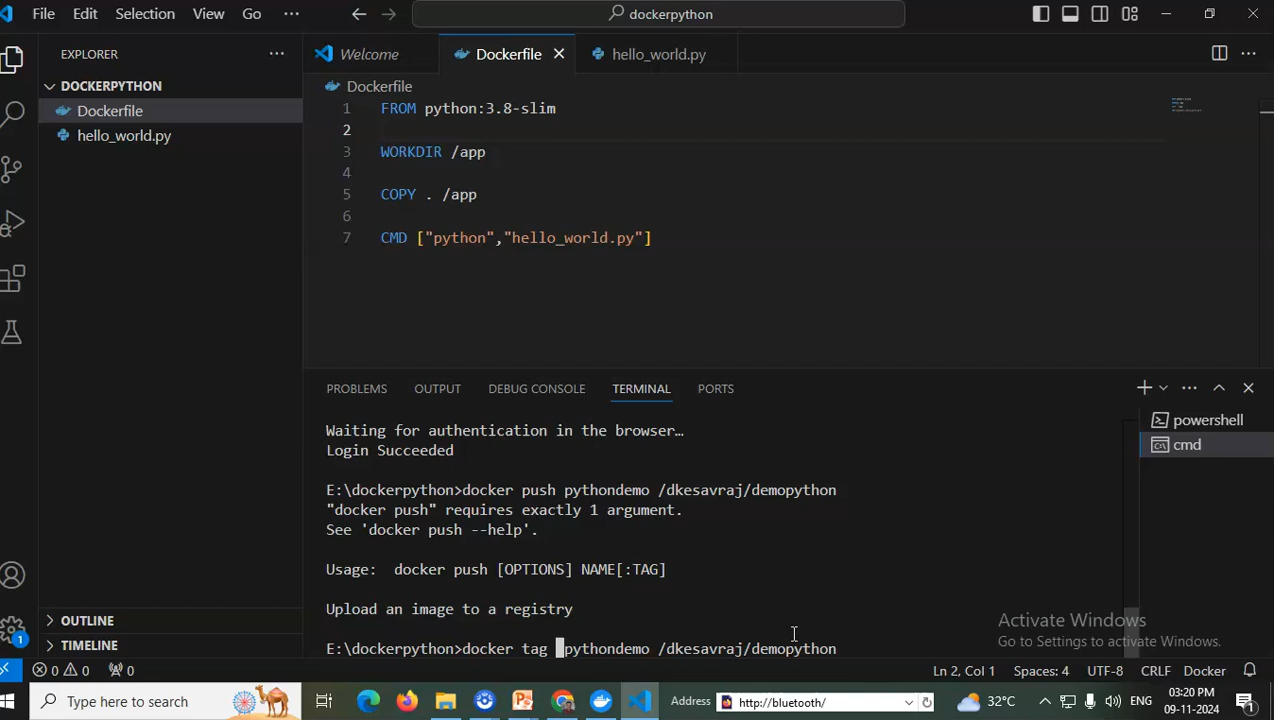 File Edit Selection View Go ··· dockerpython
EXPLORER ···
Welcome Dockerfile hello_world.py
DOCKERPYTHON
Dockerfile
hello_world.py
Dockerfile
1 FROM python:3.8-slim
2
3 WORKDIR /app
4
5 COPY . /app
6
7 CMD ["python","hello_world.py"]
PROBLEMS OUTPUT DEBUG CONSOLE TERMINAL PORTS
powershell
cmd
Waiting for authentication in the browser…
Login Succeeded
E:\dockerpython>docker push pythondemo /dkesavraj/demopython
"docker push" requires exactly 1 argument.
See 'docker push --help'.
Usage:  docker push [OPTIONS] NAME[:TAG]
Upload an image to a registry
E:\dockerpython>docker tag pythondemo /dkesavraj/demopython
OUTLINE
TIMELINE
1
Activate Windows
Go to Settings to activate Windows.
0 0 0
Ln 2, Col 1 Spaces: 4 UTF-8 CRLF Docker
Type here to search
Address http://bluetooth/
32°C ENG
03:20 PM
09-11-2024
1